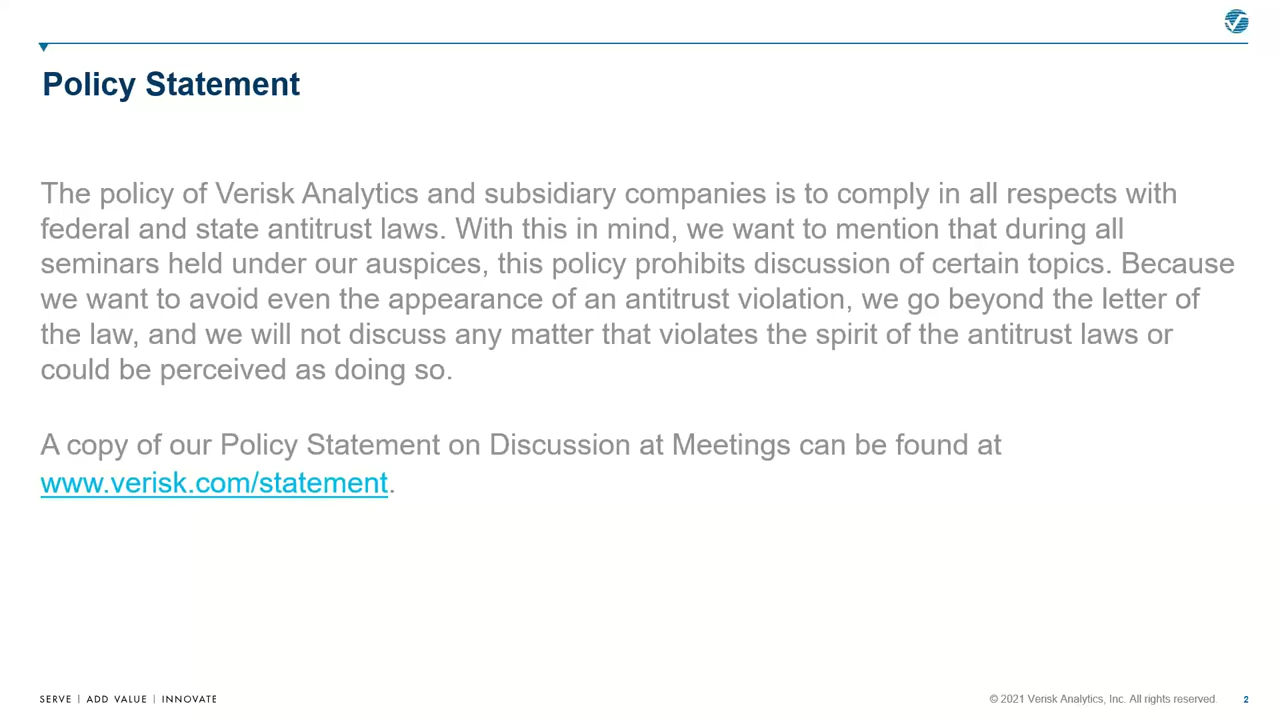 Policy Statement
The policy of Verisk Analytics and subsidiary companies is to comply in all respects with
federal and state antitrust laws. With this in mind, we want to mention that during all
seminars held under our auspices, this policy prohibits discussion of certain topics. Because
we want to avoid even the appearance of an antitrust violation, we go beyond the letter of
the law, and we will not discuss any matter that violates the spirit of the antitrust laws or
could be perceived as doing so.
A copy of our Policy Statement on Discussion at Meetings can be found at
www.verisk.com/statement.
SERVE | ADD VALUE | INNOVATE
© 2021 Verisk Analytics, Inc. All rights reserved. 2